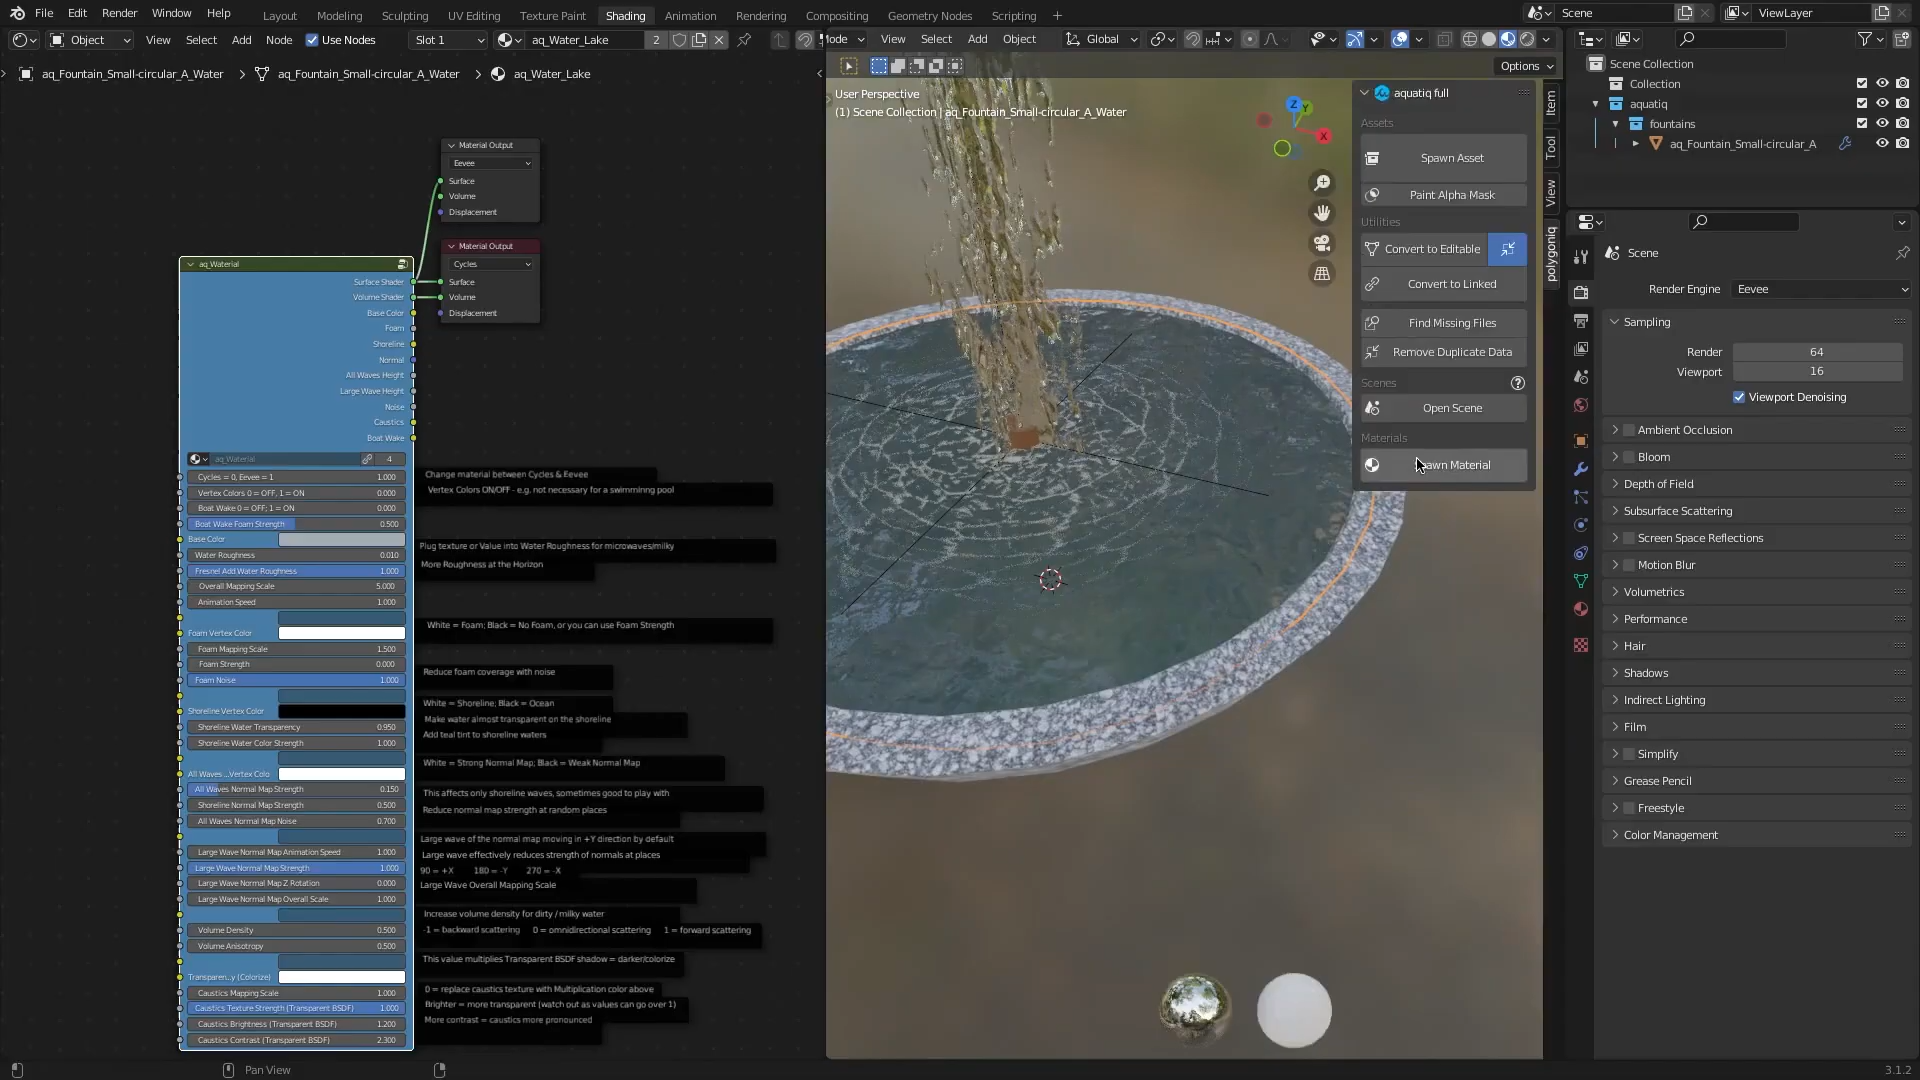 File Edit Render Window Help
Layout Modeling Sculpting UV Editing Texture Paint Shading Animation Rendering Compositing Geometry Nodes Scripting +
Scene
ViewLayer
Object View Select Add Node Use Nodes Slot 1 aq_Water_Lake 2
Mode View Select Add Object Global
aq_Fountain_Small-circular_A_Water > aq_Fountain_Small-circular_A_Water > aq_Water_Lake
Options
User Perspective
(1) Scene Collection | aq_Fountain_Small-circular_A_Water
Z
Y
X
Material Output
Eevee
Surface
Volume
Displacement
Material Output
Cycles
Surface
Volume
Displacement
aq_Waterial
Surface Shader
Volume Shader
Base Color
Foam
Shoreline
Normal
All Waves Height
Large Wave Height
Noise
Caustics
Boat Wake
aq_Waterial 4
Cycles = 0, Eevee = 1 1.000
Vertex Colors 0 = OFF, 1 = ON 0.000
Boat Wake 0 = OFF; 1 = ON 0.000
Boat Wake Foam Strength 0.500
Base Color
Water Roughness 0.010
Fresnel Add Water Roughness 1.000
Overall Mapping Scale 5.000
Animation Speed 1.000
Foam Vertex Color
Foam Mapping Scale 1.500
Foam Strength 0.000
Foam Noise 1.000
Shoreline Vertex Color
Shoreline Water Transparency 0.950
Shoreline Water Color Strength 1.000
All Waves ...Vertex Colo
All Waves Normal Map Strength 0.150
Shoreline Normal Map Strength 0.500
All Waves Normal Map Noise 0.700
Large Wave Normal Map Animation Speed 1.000
Large Wave Normal Map Strength 1.000
Large Wave Normal Map Z Rotation 0.000
Large Wave Normal Map Overall Scale 1.000
Volume Density 0.500
Volume Anisotropy 0.500
Transparen...y (Colorize)
Caustics Mapping Scale 1.000
Caustics Texture Strength (Transparent BSDF) 1.000
Caustics Brightness (Transparent BSDF) 1.200
Caustics Contrast (Transparent BSDF) 2.300
Change material between Cycles & Eevee
Vertex Colors ON/OFF - e.g. not necessary for a swimmning pool
Plug texture or Value into Water Roughness for microwaves/milky
More Roughness at the Horizon
White = Foam; Black = No Foam, or you can use Foam Strength
Reduce foam coverage with noise
White = Shoreline; Black = Ocean
Make water almost transparent on the shoreline
Add teal tint to shoreline waters
White = Strong Normal Map; Black = Weak Normal Map
This affects only shoreline waves, sometimes good to play with
Reduce normal map strength at random places
Large wave of the normal map moving in +Y direction by default
Large wave effectively reduces strength of normals at places
90 = +X 180 = -Y 270 = -X
Large Wave Overall Mapping Scale
Increase volume density for dirty / milky water
-1 = backward scattering 0 = omnidirectional scattering 1 = forward scattering
This value multiplies Transparent BSDF shadow = darker/colorize
0 = replace caustics texture with Multiplication color above
Brighter = more transparent (watch out as values can go over 1)
More contrast = caustics more pronounced
aquatiq full
Assets
Spawn Asset
Paint Alpha Mask
Utilities
Convert to Editable
Convert to Linked
Find Missing Files
Remove Duplicate Data
Scenes
Open Scene
Materials
awn Material
Item
Tool
View
polygoniq
Scene Collection
Collection
aquatiq
fountains
aq_Fountain_Small-circular_A
Scene
Render Engine Eevee
Sampling
Render 64
Viewport 16
Viewport Denoising
Ambient Occlusion
Bloom
Depth of Field
Subsurface Scattering
Screen Space Reflections
Motion Blur
Volumetrics
Performance
Hair
Shadows
Indirect Lighting
Film
Simplify
Grease Pencil
Freestyle
Color Management
Pan View
3.1.2